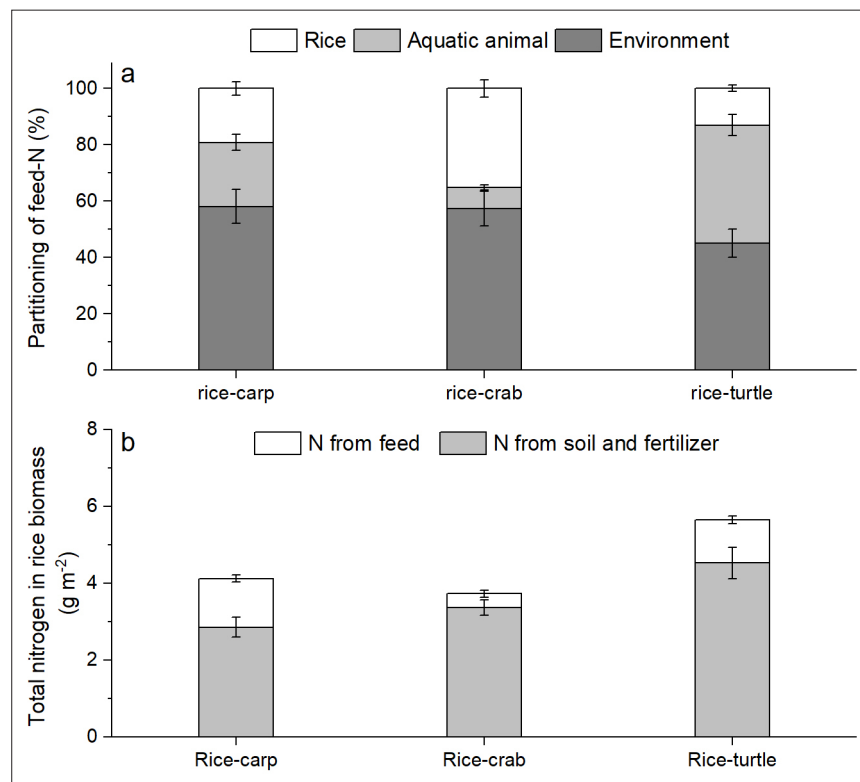 Rice Aquatic animal Environment
a
Partitioning of feed-N (%)
100
80
60
40
20
0
rice-carp rice-crab rice-turtle
b
N from feed N from soil and fertilizer
Total nitrogen in rice biomass
(g m⁻²)
8
6
4
2
0
Rice-carp Rice-crab Rice-turtle